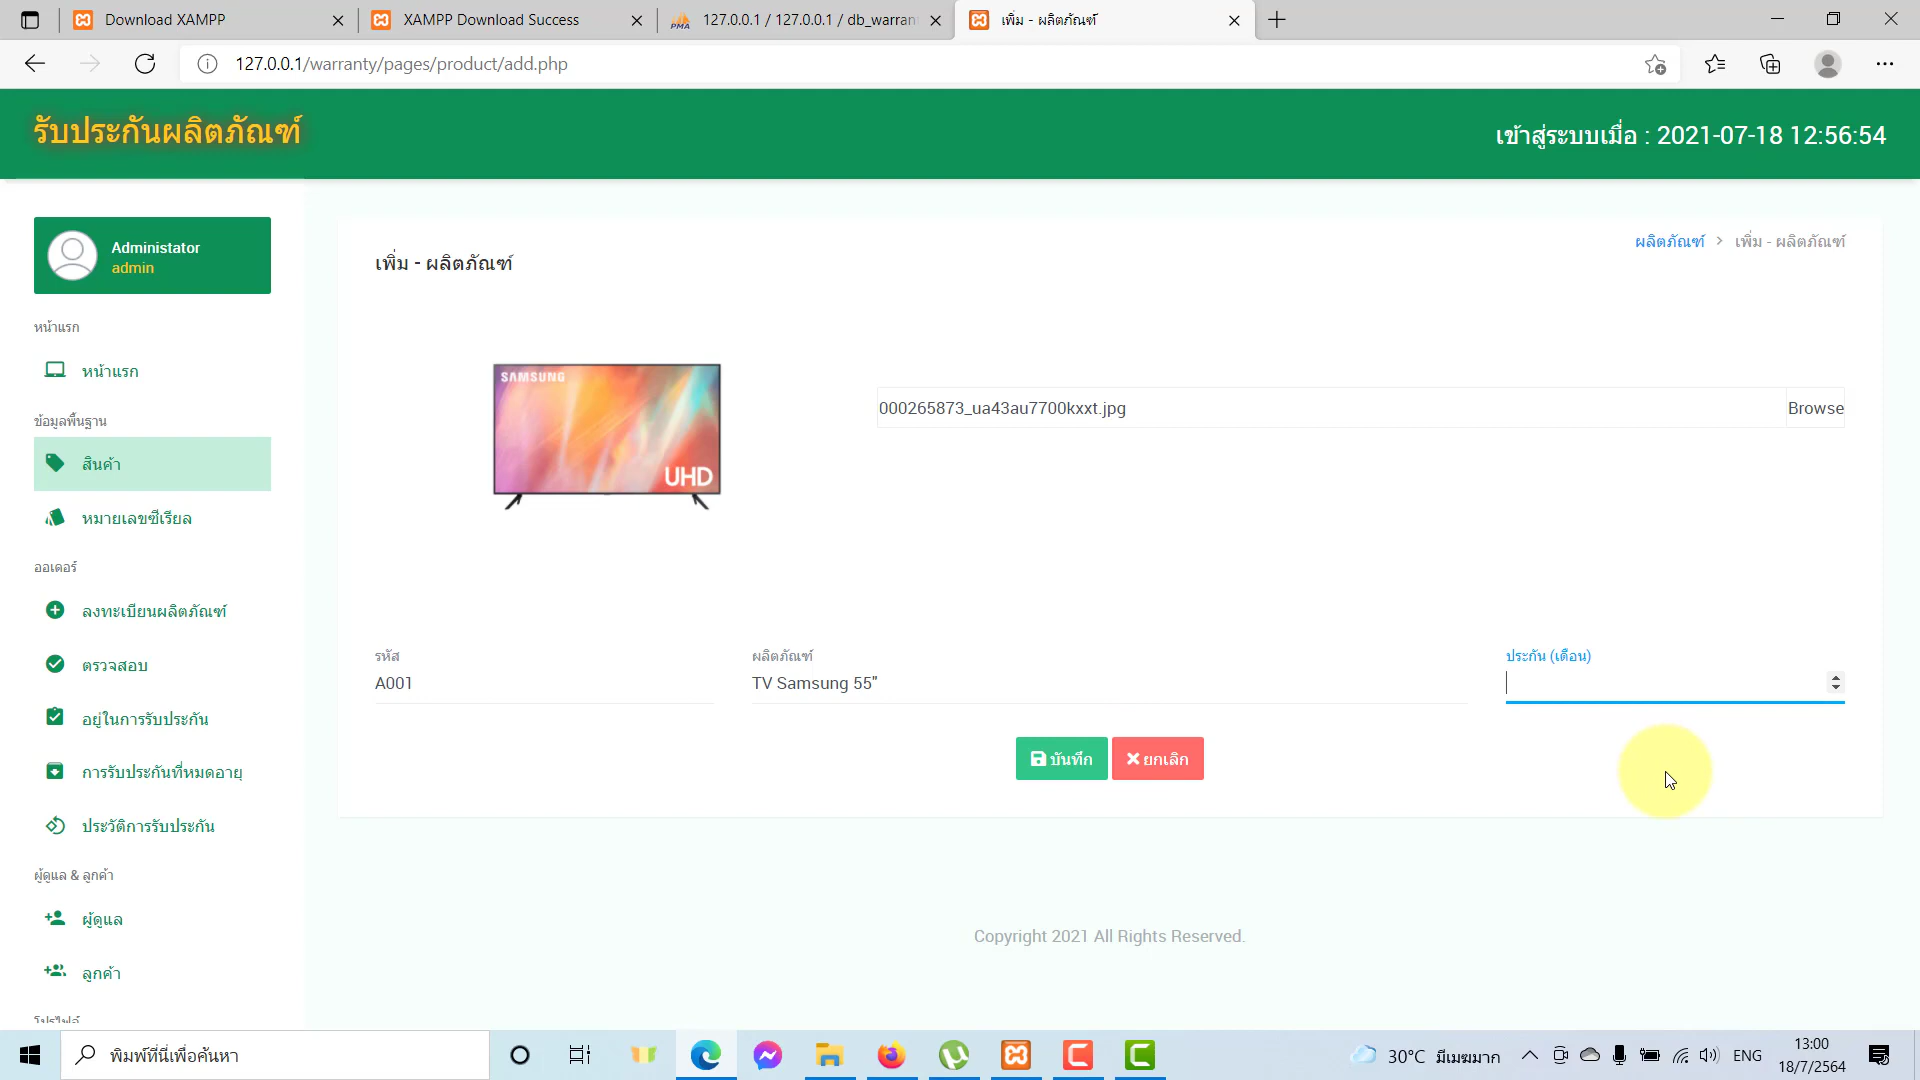 Download XAMPP
XAMPP Download Success
127.0.0.1 / 127.0.0.1 / db_warran
เพิ่ม - ผลิตภัณฑ์
127.0.0.1/warranty/pages/product/add.php
รับประกันผลิตภัณฑ์
เข้าสู่ระบบเมื่อ : 2021-07-18 12:56:54
Administator
admin
ผลิตภัณฑ์ > เพิ่ม - ผลิตภัณฑ์
เพิ่ม - ผลิตภัณฑ์
หน้าแรก
หน้าแรก
ข้อมูลพื้นฐาน
สินค้า
หมายเลขซีเรียล
ออเดอร์
ลงทะเบียนผลิตภัณฑ์
ตรวจสอบ
อยู่ในการรับประกัน
การรับประกันที่หมดอายุ
ประวัติการรับประกัน
ผู้ดูแล & ลูกค้า
ผู้ดูแล
ลูกค้า
โปรไฟล์
SAMSUNG
UHD
000265873_ua43au7700kxxt.jpg
Browse
รหัส
A001
ผลิตภัณฑ์
TV Samsung 55"
ประกัน (เดือน)
บันทึก
ยกเลิก
Copyright 2021 All Rights Reserved.
พิมพ์ที่นี่เพื่อค้นหา
PMA
30°C มีเมฆมาก
ENG
13:00
18/7/2564